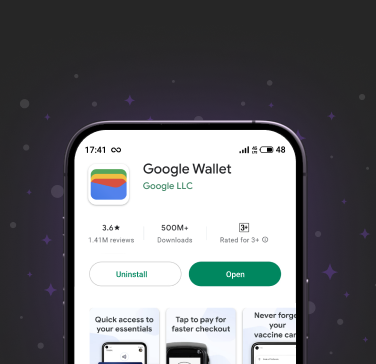 17:41
48
Google Wallet
Google LLC
3.6★
500M+
3+
1.41M reviews
Downloads
Rated for 3+
Uninstall
Open
Quick access to
your essentials
Tap to pay for
faster checkout
Never forge
your
vaccine car